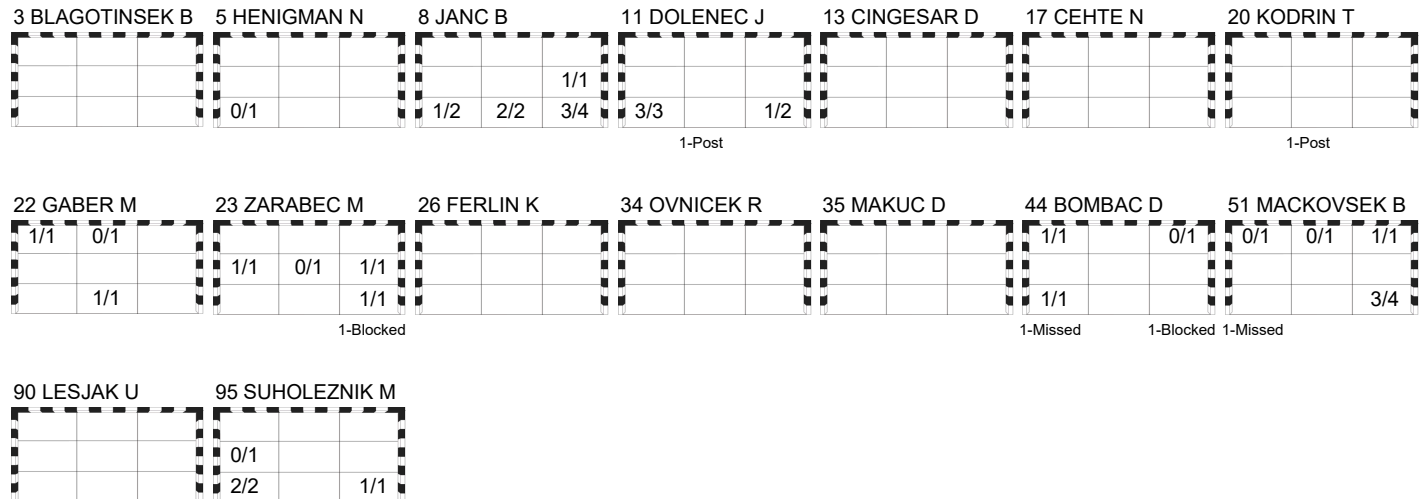 3 BLAGOTINSEK B 5 HENIGMAN N 8 JANC B 11 DOLENEC J 13 CINGESAR D 17 CEHTE N 20 KODRIN T
1/1
0/1 1/2 2/2 3/4 3/3 1/2
1-Post 1-Post
22 GABER M 23 ZARABEC M 26 FERLIN K 34 OVNICEK R 35 MAKUC D 44 BOMBAC D 51 MACKOVSEK B
1/1 0/1 1/1 0/1 0/1 0/1 1/1
1/1 0/1 1/1
1/1 1/1 1/1 3/4
1-Blocked 1-Missed 1-Blocked 1-Missed
90 LESJAK U 95 SUHOLEZNIK M
0/1
2/2 1/1